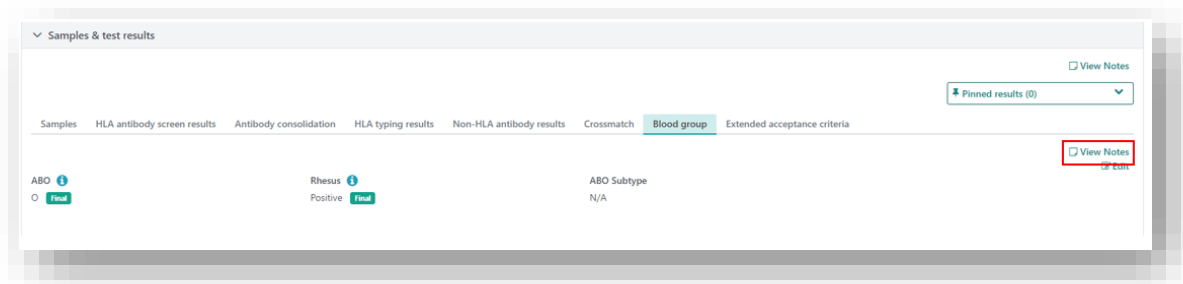 Samples & test results
View Notes
Pinned results (0)
Samples HLA antibody screen results Antibody consolidation HLA typing results Non-HLA antibody results Crossmatch Blood group Extended acceptance criteria
View Notes
Edit
ABO Rhesus ABO Subtype
O Final Positive Final N/A